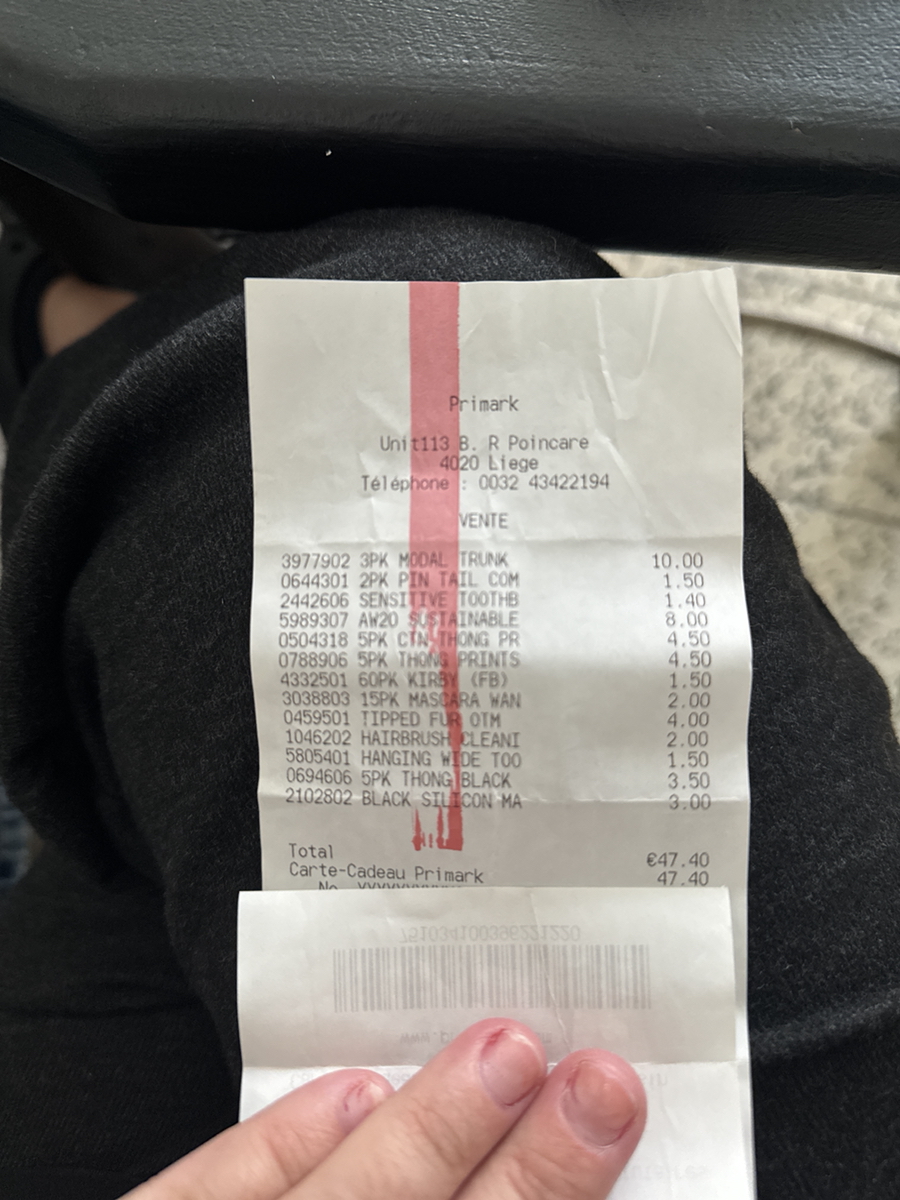 Primark
Unit113 B. R Poincare
4020 Liege
Téléphone : 0032 43422194
VENTE
3977902 3PK MODAL TRUNK 10.00
0644301 2PK PIN TAIL COM 1.50
2442606 SENSITIVE TOOTHB 1.40
5989307 AW20 SUSTAINABLE 8.00
0504318 5PK CTN THONG PR 4.50
0788906 5PK THONG PRINTS 4.50
4332501 60PK KIRBY (FB) 1.50
3038803 15PK MASCARA WAN 2.00
0459501 TIPPED FUR OTM 4.00
1046202 HAIRBRUSH CLEANI 2.00
5805401 HANGING WIDE TOO 1.50
0694606 5PK THONG BLACK 3.50
2102802 BLACK SILICON MA 3.00
Total €47.40
Carte-Cadeau Primark 47.40
No